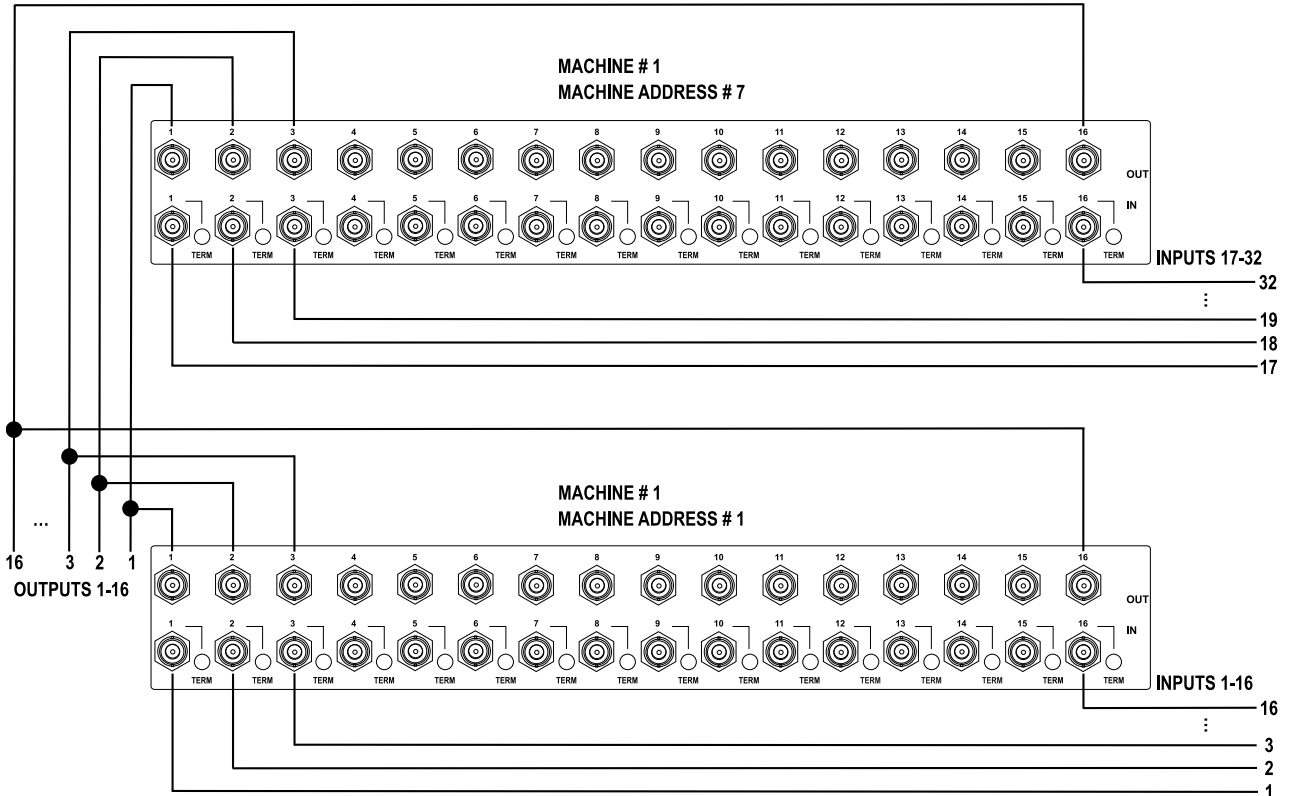 MACHINE # 1
MACHINE ADDRESS # 7
1 2 3 4 5 6 7 8 9 10 11 12 13 14 15 16
OUT
1 2 3 4 5 6 7 8 9 10 11 12 13 14 15 16
IN
TERM TERM TERM TERM TERM TERM TERM TERM TERM TERM TERM TERM TERM TERM TERM TERM
INPUTS 17-32
32
...
19
18
17
MACHINE # 1
MACHINE ADDRESS # 1
...
16 3 2 1
OUTPUTS 1-16
1 2 3 4 5 6 7 8 9 10 11 12 13 14 15 16
OUT
1 2 3 4 5 6 7 8 9 10 11 12 13 14 15 16
IN
TERM TERM TERM TERM TERM TERM TERM TERM TERM TERM TERM TERM TERM TERM TERM TERM
INPUTS 1-16
16
...
3
2
1